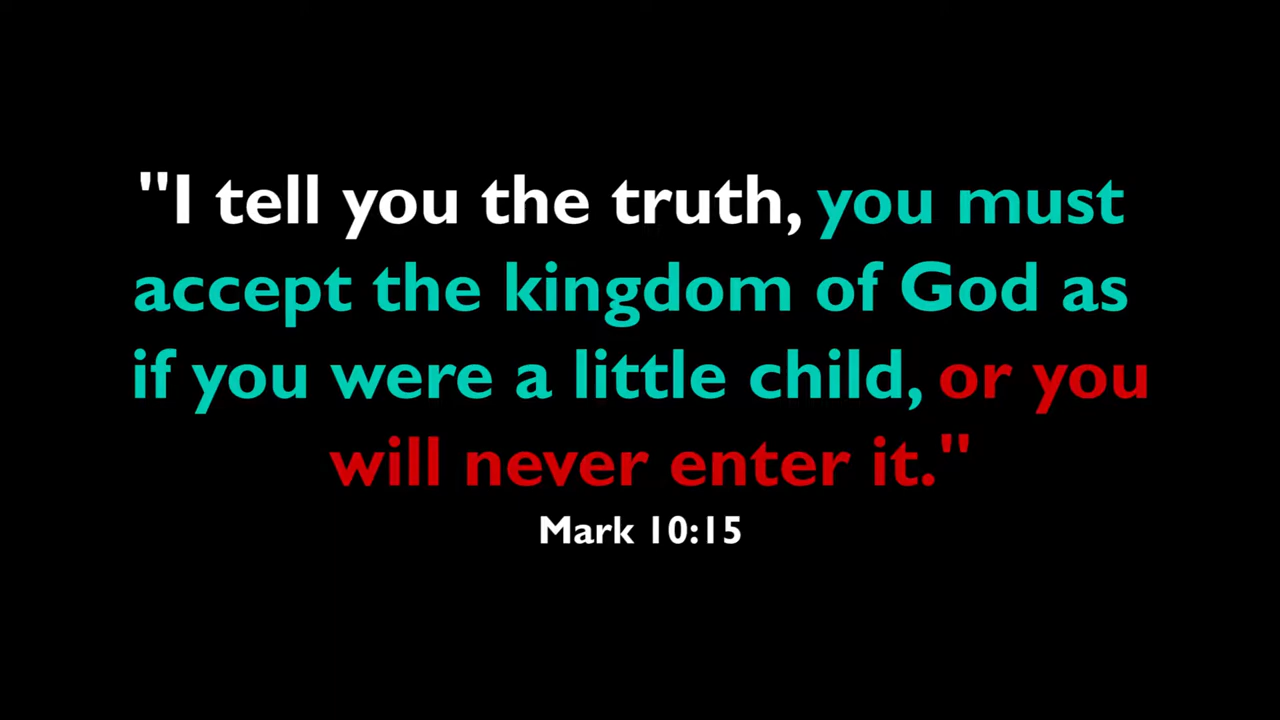 "I tell you the truth, you must
accept the kingdom of God as
if you were a little child, or you
will never enter it."
Mark 10:15